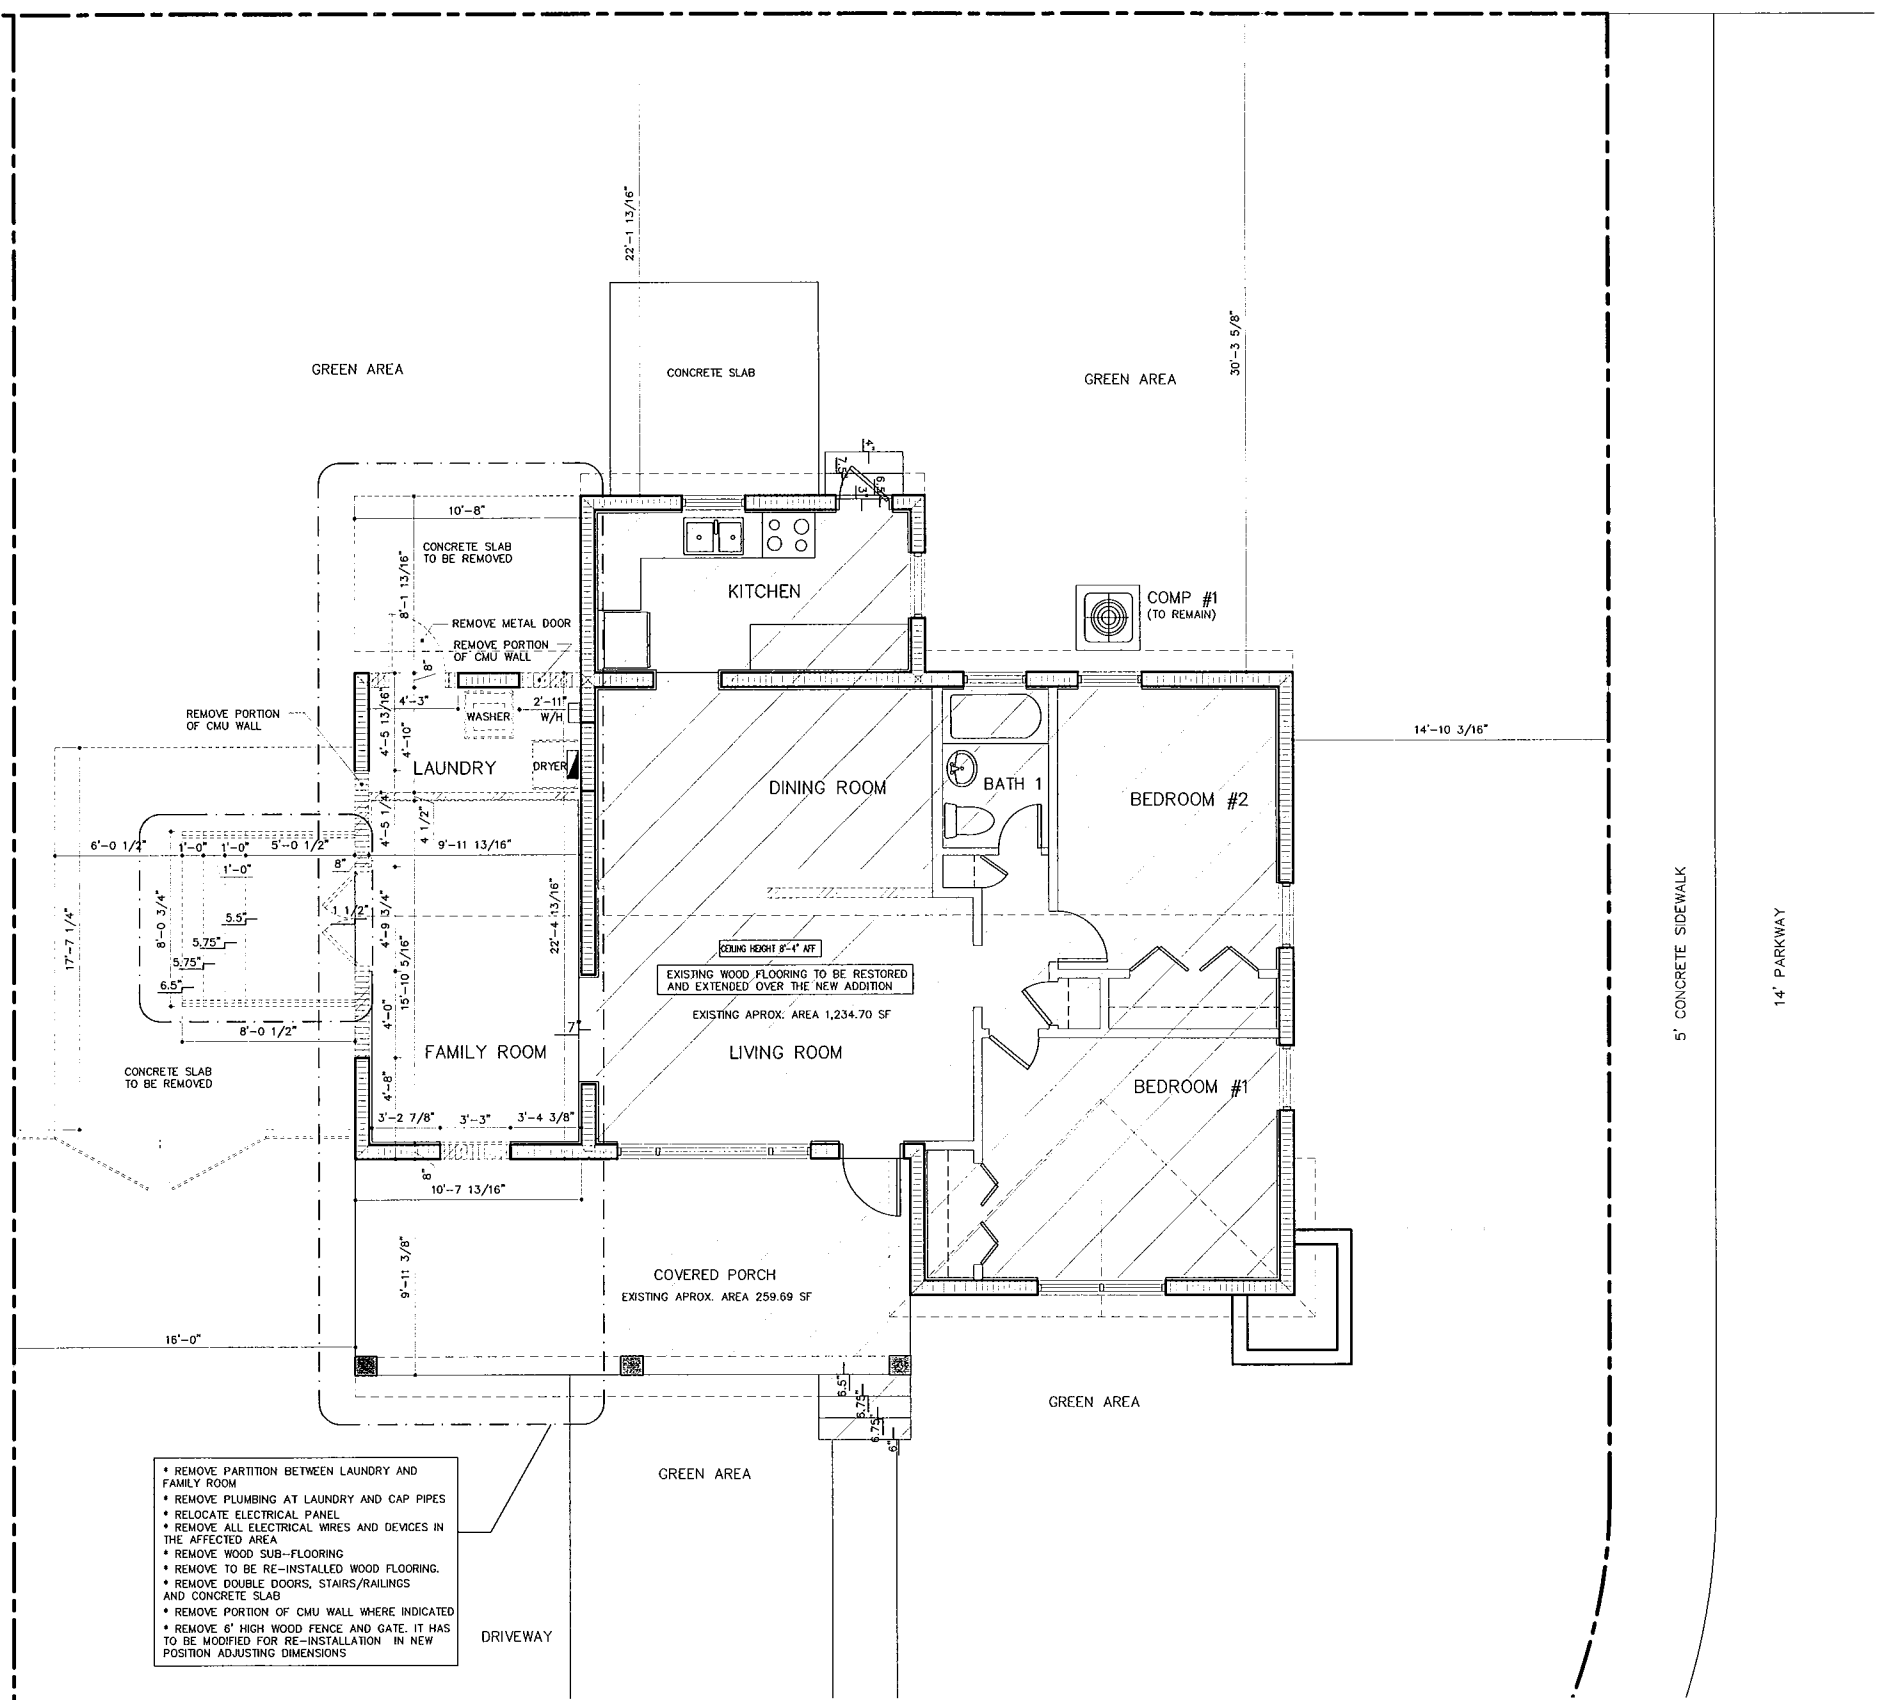 22'-1 13/16"
30'-3 5/8"
GREEN AREA
CONCRETE SLAB
GREEN AREA
4"
7.5"
6.5"
3"
10'-8"
CONCRETE SLAB
TO BE REMOVED
8'-1 13/16"
KITCHEN
COMP #1
(TO REMAIN)
REMOVE METAL DOOR
REMOVE PORTION
OF CMU WALL
8"
4'-3"
WASHER
2'-11"
W/H
REMOVE PORTION
OF CMU WALL
4'-5 13/16"
4'-10"
14'-10 3/16"
LAUNDRY
DRYER
DINING ROOM
BATH 1
BEDROOM #2
4'-5 1/4"
4 1/2"
6'-0 1/2"
1'-0"
1'-0"
5'-0 1/2"
9'-11 13/16"
1'-0"
8"
8'-0 3/4"
1 1/2"
4'-9 3/4"
22'-4 13/16"
5.5"
5.75"
5.75"
6.5"
17'-7 1/4"
15'-10 5/16"
CEILING HEIGHT 8'-4" AFF
EXISTING WOOD FLOORING TO BE RESTORED
AND EXTENDED OVER THE NEW ADDITION
EXISTING APROX. AREA 1,234.70 SF
5' CONCRETE SIDEWALK
14' PARKWAY
8'-0 1/2"
4'-0"
7"
FAMILY ROOM
LIVING ROOM
CONCRETE SLAB
TO BE REMOVED
4'-8"
BEDROOM #1
3'-2 7/8"
3'-3"
3'-4 3/8"
8"
10'-7 13/16"
9'-11 3/8"
COVERED PORCH
EXISTING APROX. AREA 259.69 SF
16'-0"
6.5"
6.75"
6.75"
6"
GREEN AREA
GREEN AREA
* REMOVE PARTITION BETWEEN LAUNDRY AND
FAMILY ROOM
* REMOVE PLUMBING AT LAUNDRY AND CAP PIPES
* RELOCATE ELECTRICAL PANEL
* REMOVE ALL ELECTRICAL WIRES AND DEVICES IN
THE AFFECTED AREA
* REMOVE WOOD SUB-FLOORING
* REMOVE TO BE RE-INSTALLED WOOD FLOORING.
* REMOVE DOUBLE DOORS, STAIRS/RAILINGS
AND CONCRETE SLAB
* REMOVE PORTION OF CMU WALL WHERE INDICATED
* REMOVE 6' HIGH WOOD FENCE AND GATE. IT HAS
TO BE MODIFIED FOR RE-INSTALLATION IN NEW
POSITION ADJUSTING DIMENSIONS
DRIVEWAY